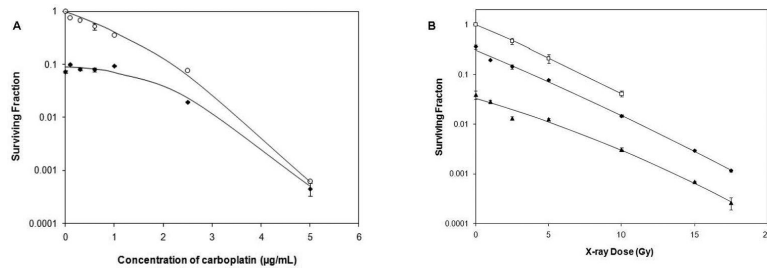 A
1
0.1
0.01
0.001
0.0001
Surviving Fraction
0 1 2 3 4 5 6
Concentration of carboplatin (µg/mL)
B
1
0.1
0.01
0.001
0.0001
Surviving Fracton
0 5 10 15 20
X-ray Dose (Gy)